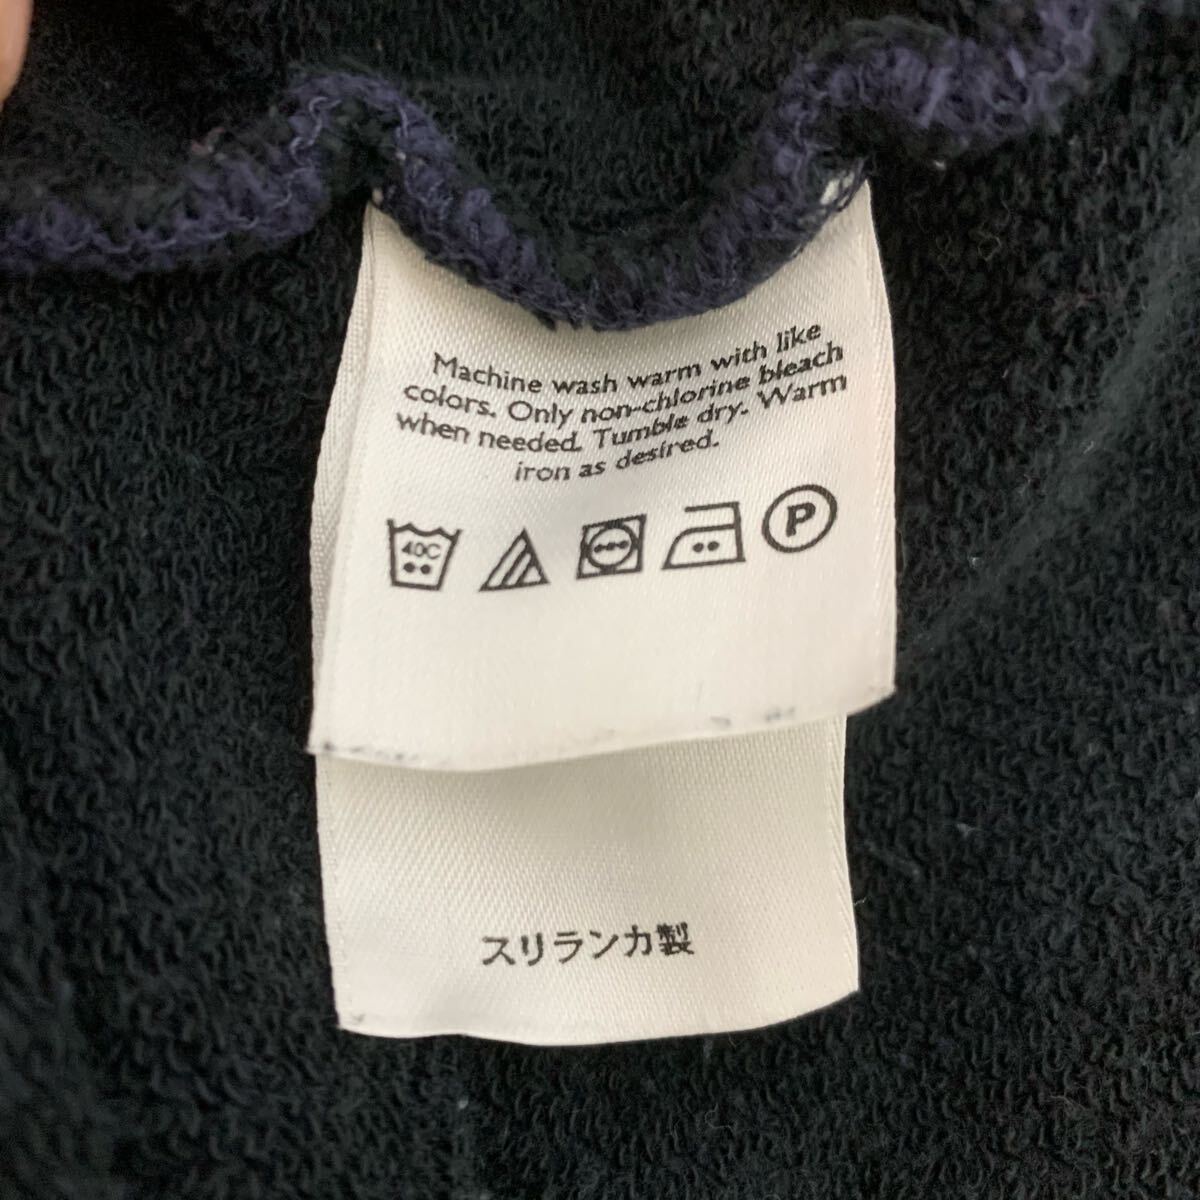 Machine wash warm with like
colors. Only non-chlorine bleach
when needed. Tumble dry. Warm
iron as desired.
40C
P
スリランカ製